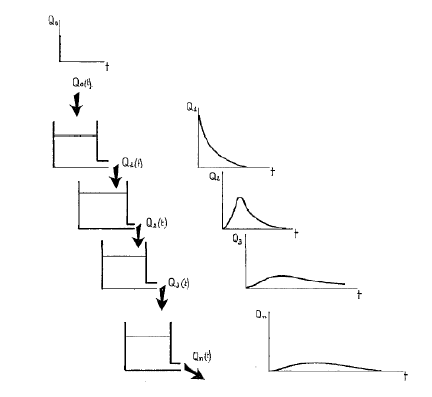 Q₀
t
Q₀(t)
Q₁
t
Q₁(t)
Q₂
t
Q₂(t)
Q₃
t
Q₃(t)
Qₙ
t
Qₙ(t)